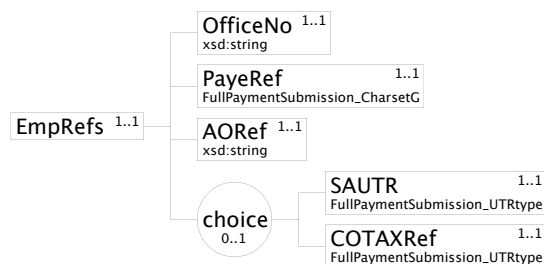 OfficeNo 1..1
xsd:string
PayeRef 1..1
FullPaymentSubmission_CharsetG
EmpRefs 1..1
AORef 1..1
xsd:string
choice
0..1
SAUTR 1..1
FullPaymentSubmission_UTRtype
COTAXRef 1..1
FullPaymentSubmission_UTRtype